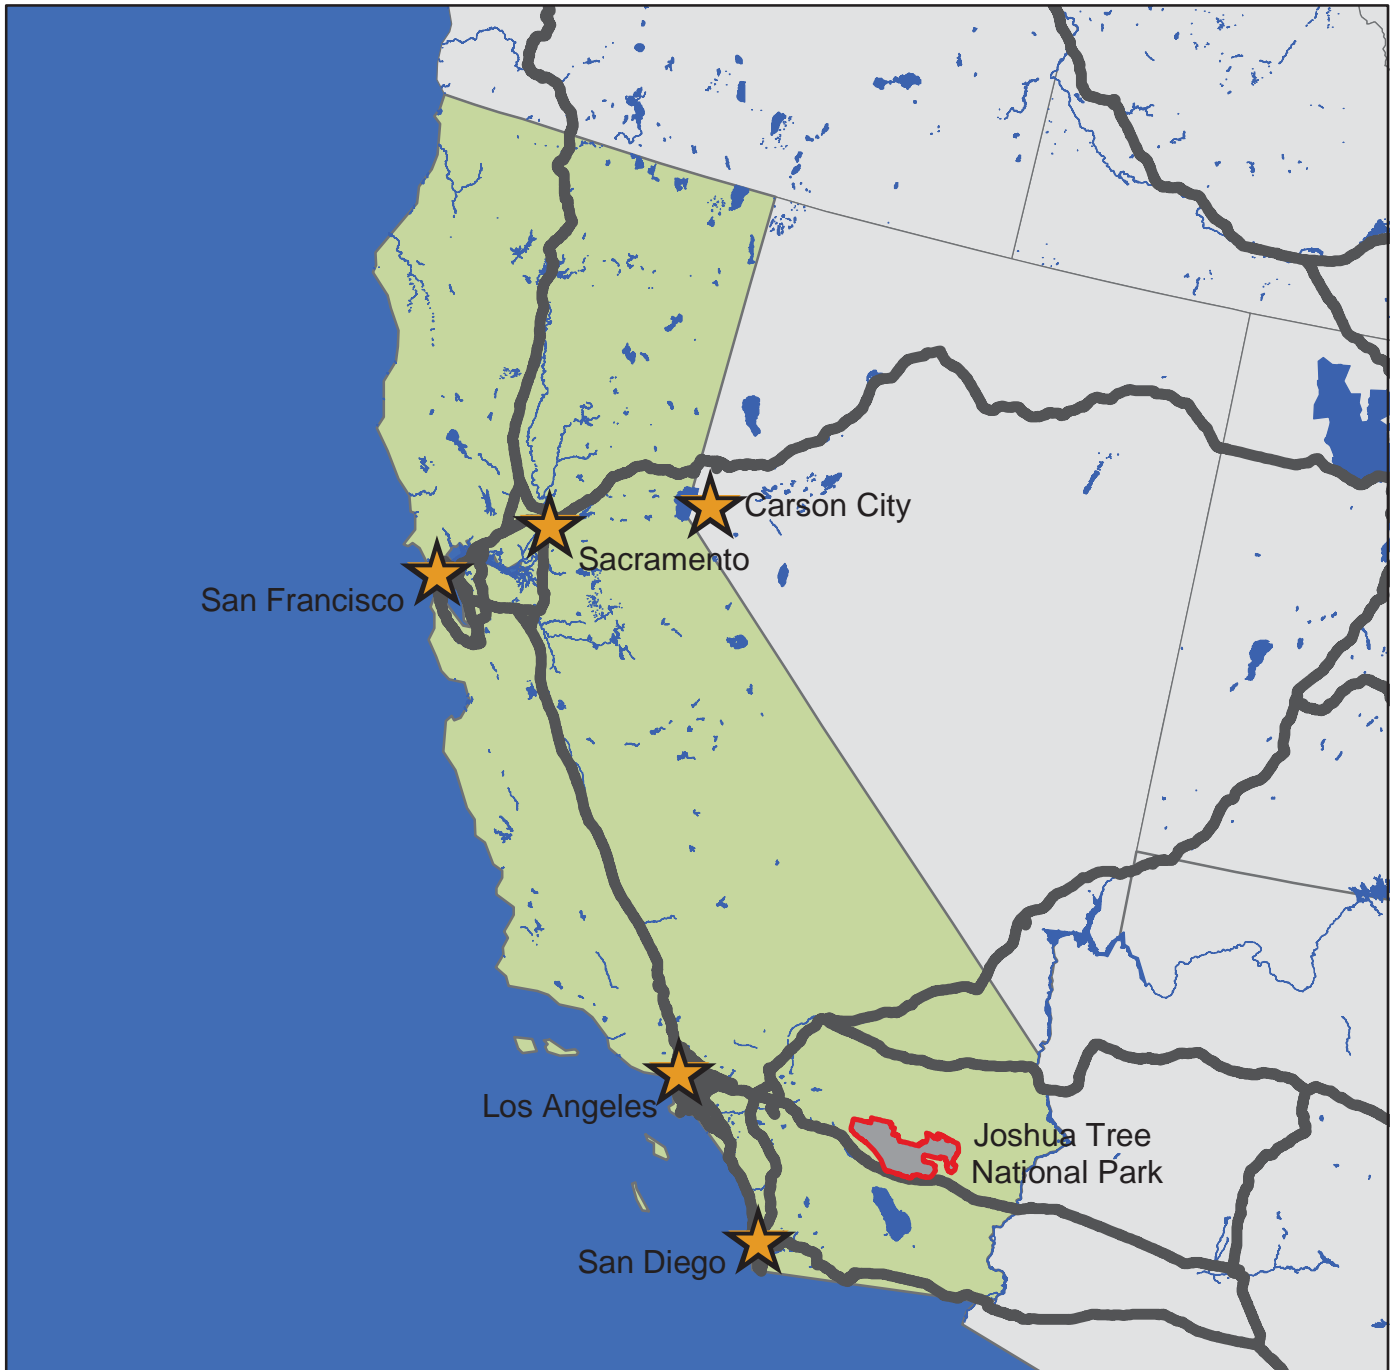 Carson City
Sacramento
San Francisco
Los Angeles
Joshua Tree
National Park
San Diego